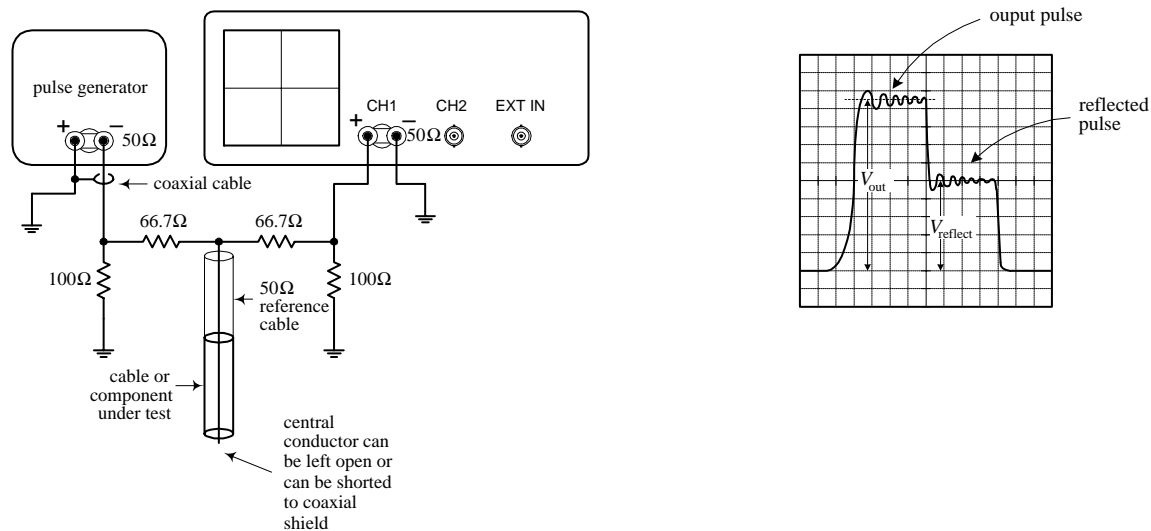 pulse generator
+
−
50Ω
coaxial cable
CH1
CH2
EXT IN
+
−
50Ω
66.7Ω
66.7Ω
100Ω
100Ω
50Ω
reference
cable
cable or
component
under test
central
conductor can
be left open or
can be shorted
to coaxial
shield
ouput pulse
reflected
pulse
Vout
Vreflect